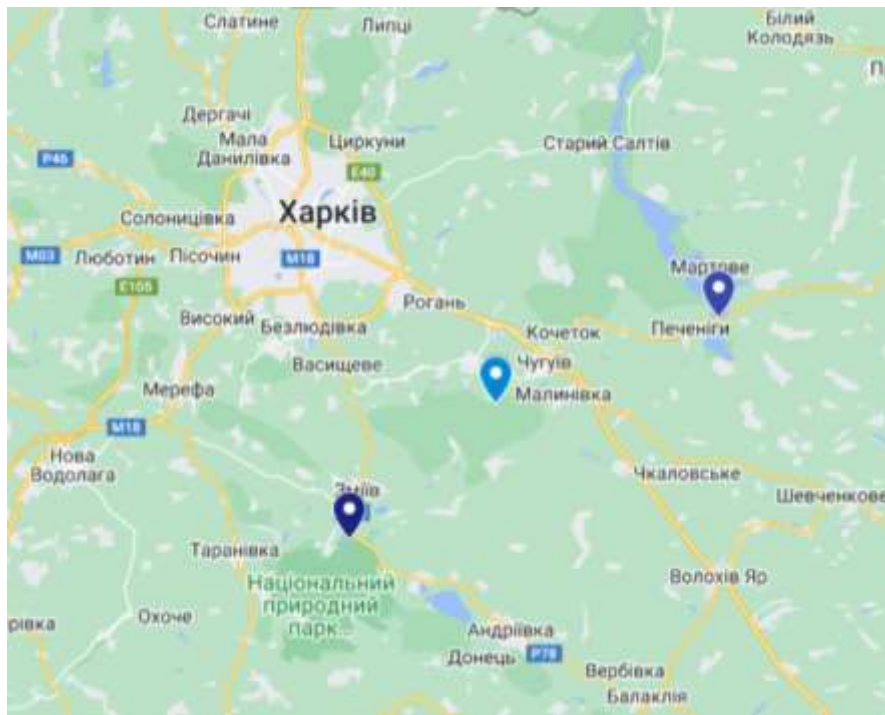 Слатине
Липці
Білий
Колодязь
Дергачі
Мала
Данилівка
Циркуни
Старий Салтів
P46
E40
Солоницівка
Харків
M03
Люботин
Пісочин
M18
Мартове
E105
Рогань
Високий
Безлюдівка
Кочеток
Печеніги
Васищеве
Чугуїв
Мерефа
Малинівка
M18
Нова
Водолага
Чкаловське
Зміїв
Шевченкове
Таранівка
Волохів Яр
Національний
природний
парк...
Охоче
рівка
Андріївка
Донець
P78
Вербівка
Балаклія